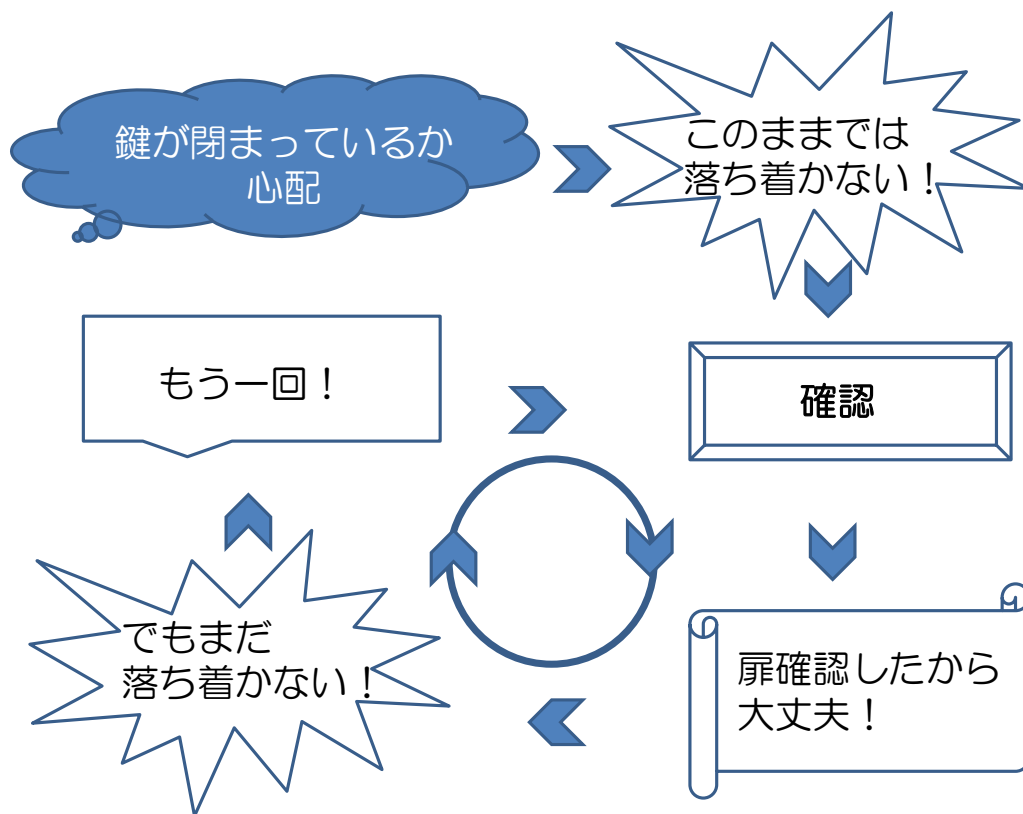 鍵が閉まっているか
心配
このままでは
落ち着かない！
確認
扉確認したから
大丈夫！
でもまだ
落ち着かない！
もう一回！